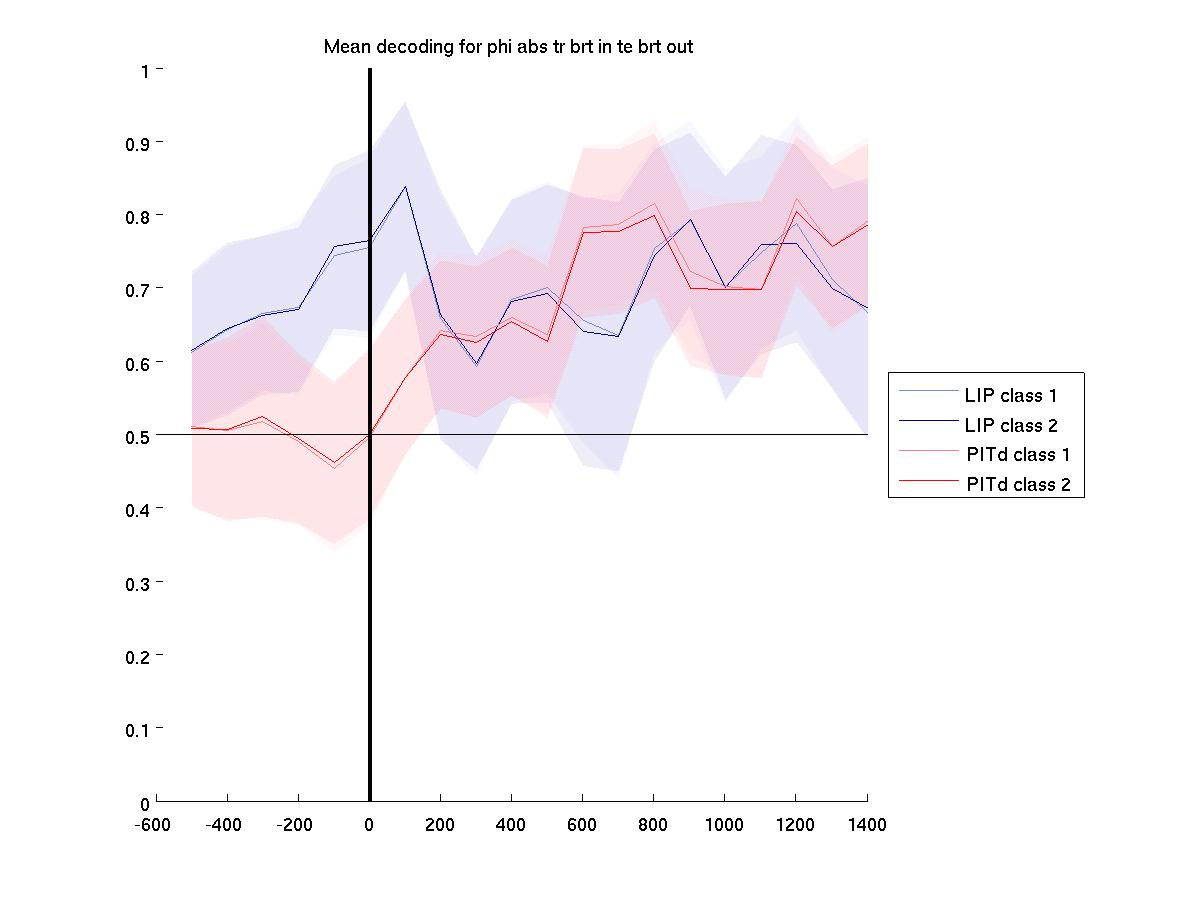 Mean decoding for phi abs tr brt in te brt out
1
0.9
0.8
0.7
0.6
0.5
0.4
0.3
0.2
0.1
0
-600 -400 -200 0 200 400 600 800 1000 1200 1400
LIP class 1
LIP class 2
PITd class 1
PITd class 2